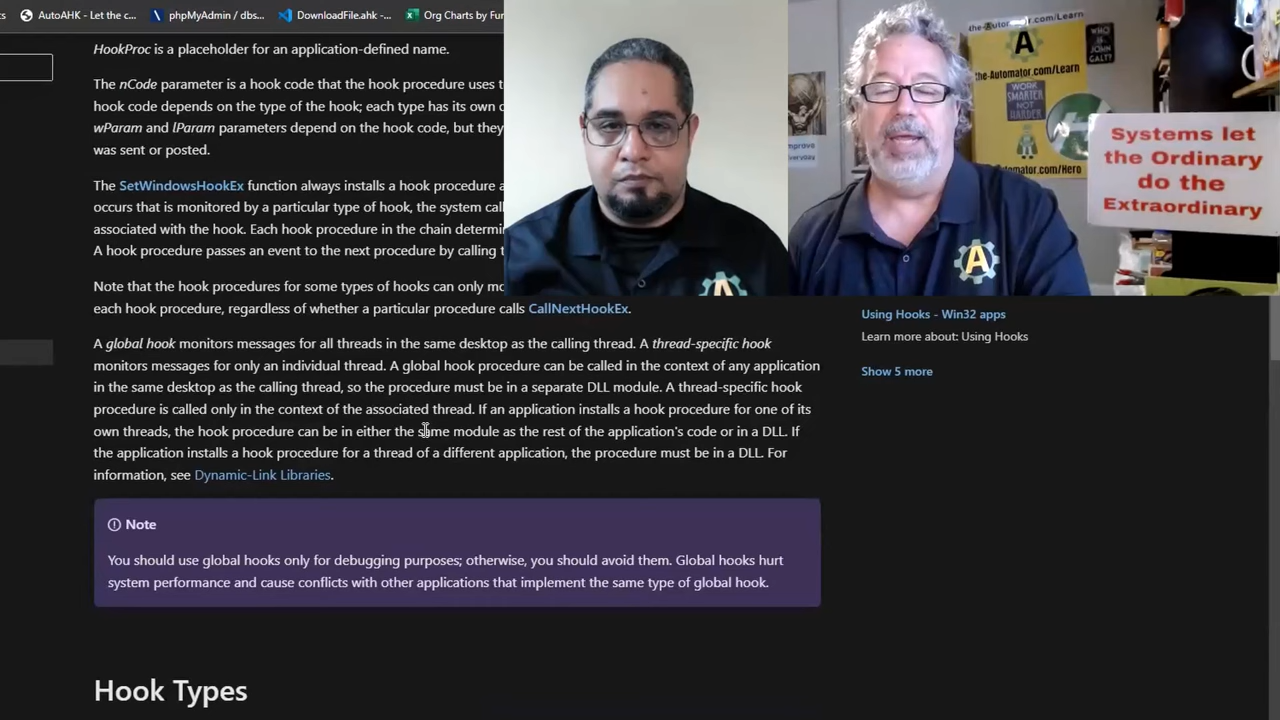 AutoAHK - Let the c...
phpMyAdmin / dbs...
DownloadFile.ahk -...
Org Charts by Fur
HookProc is a placeholder for an application-defined name.
The nCode parameter is a hook code that the hook procedure uses
hook code depends on the type of the hook; each type has its own
wParam and lParam parameters depend on the hook code, but they
was sent or posted.
The SetWindowsHookEx function always installs a hook procedure
occurs that is monitored by a particular type of hook, the system
associated with the hook. Each hook procedure in the chain
A hook procedure passes an event to the next procedure by calling
Note that the hook procedures for some types of hooks can only
each hook procedure, regardless of whether a particular procedure calls CallNextHookEx.
A global hook monitors messages for all threads in the same desktop as the calling thread. A thread-specific hook
monitors messages for only an individual thread. A global hook procedure can be called in the context of any application
in the same desktop as the calling thread, so the procedure must be in a separate DLL module. A thread-specific hook
procedure is called only in the context of the associated thread. If an application installs a hook procedure for one of its
own threads, the hook procedure can be in either the same module as the rest of the application's code or in a DLL. If
the application installs a hook procedure for a thread of a different application, the procedure must be in a DLL. For
information, see Dynamic-Link Libraries.
Note
You should use global hooks only for debugging purposes; otherwise, you should avoid them. Global hooks hurt
system performance and cause conflicts with other applications that implement the same type of global hook.
Hook Types
Using Hooks - Win32 apps
Learn more about: Using Hooks
Show 5 more
the-Automator.com/Learn
A
the-Automator.com/Learn
WORK
SMARTER
NOT
HARDER
Automator.com/Hero
WHO
IS
JOHN
GALT?
Systems let
the Ordinary
do the
Extraordinary
A
A